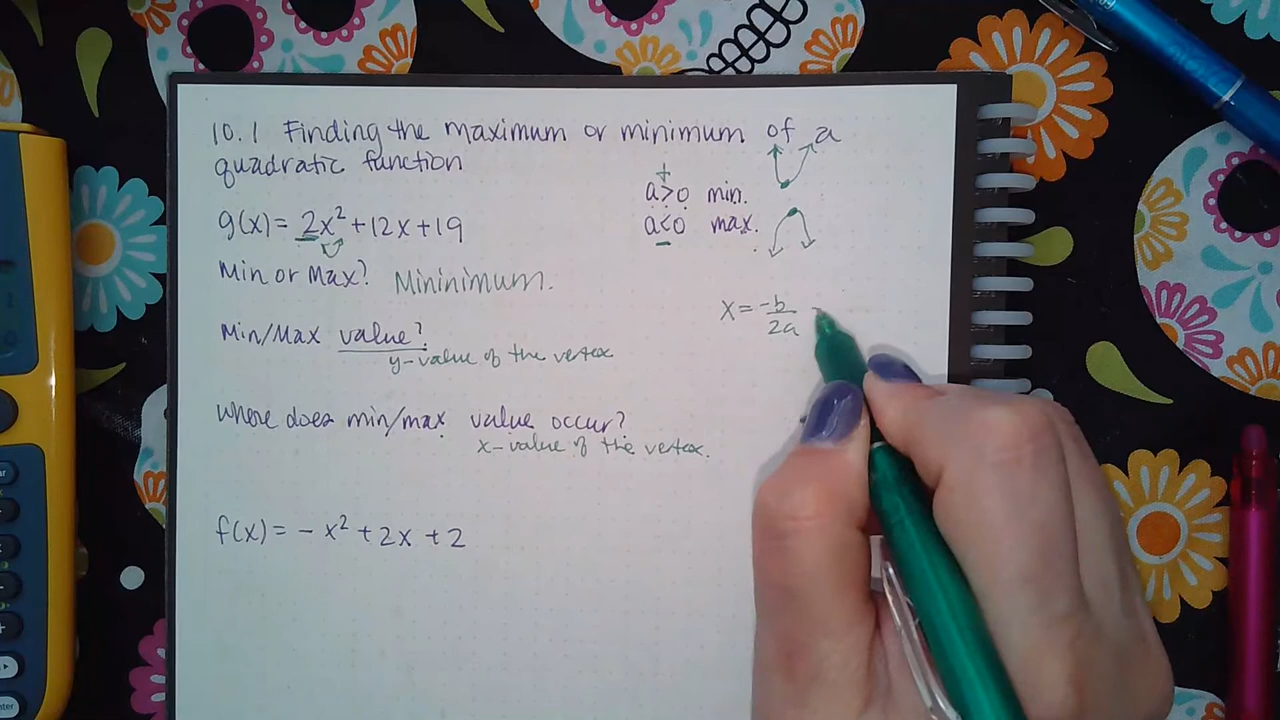 10.1 Finding the maximum or minimum of a
quadratic function
+
a>0 min.
a<0 max.
g(x) = 2x² + 12x + 19
Min or Max? Mininimum.
x = -b/2a
Min/Max value?
y-value of the vertex
Where does min/max value occur?
x-value of the vertex.
f(x) = - x² + 2x + 2